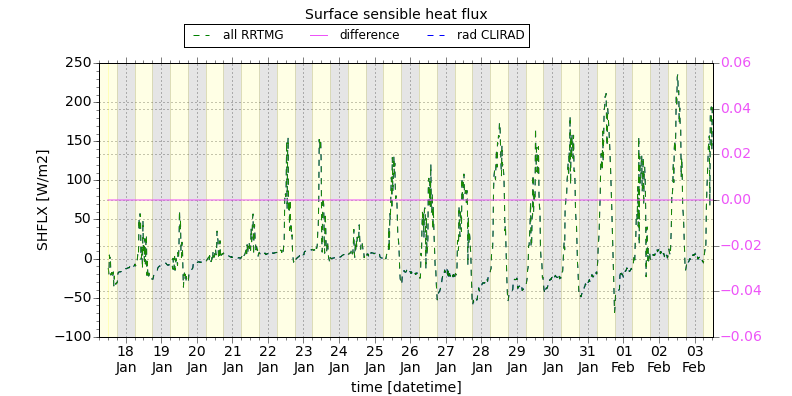 Surface sensible heat flux
all RRTMG difference rad CLIRAD
250 0.06
200 0.04
150 0.02
100 0.00
50 −0.02
0 −0.04
−50 −0.06
−100
SHFLX [W/m2]
18 19 20 21 22 23 24 25 26 27 28 29 30 31 01 02 03
Jan Jan Jan Jan Jan Jan Jan Jan Jan Jan Jan Jan Jan Jan Feb Feb Feb
time [datetime]